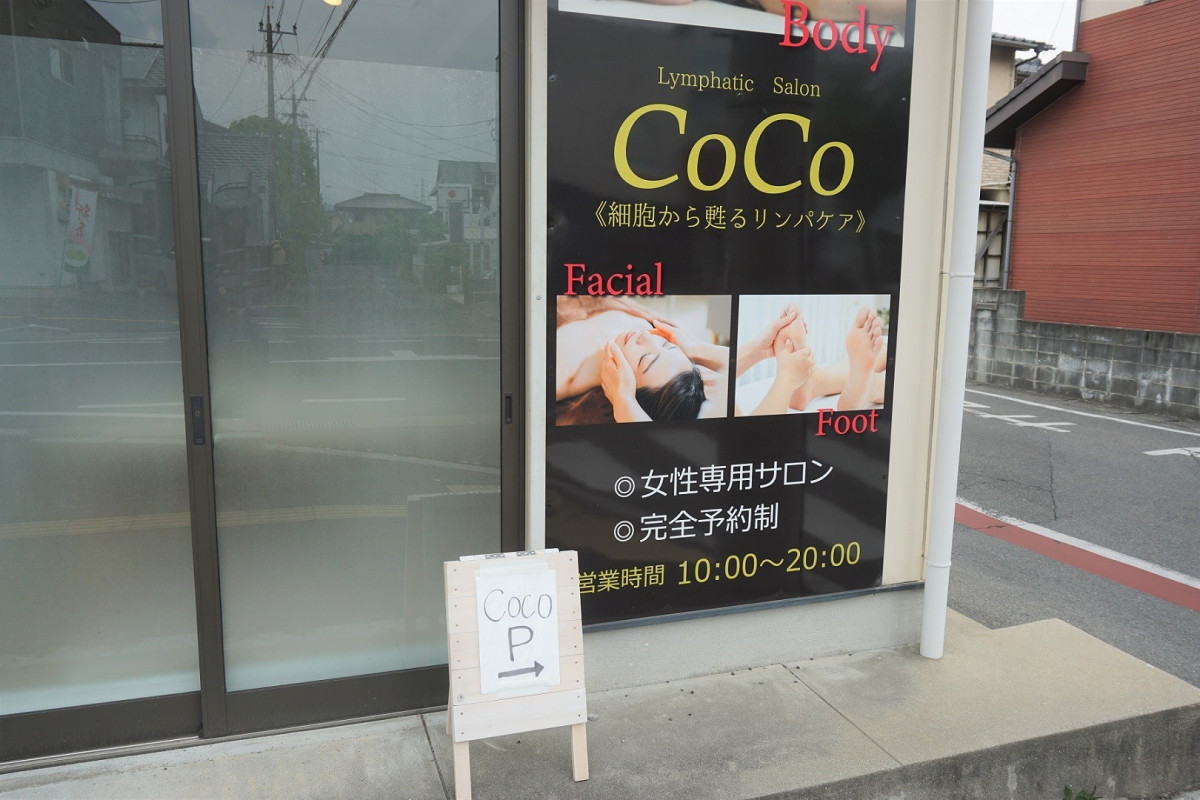 Body
Lymphatic Salon
CoCo
《細胞から甦るリンパケア》
Facial
Foot
◎女性専用サロン
◎完全予約制
営業時間 10:00～20:00
Coco
P
→